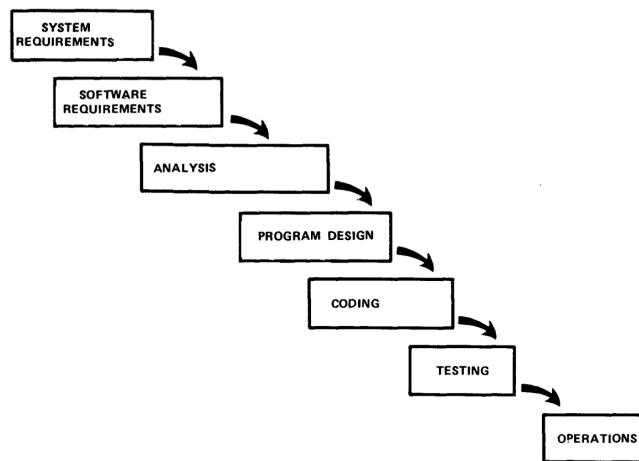 SYSTEM
REQUIREMENTS
SOFTWARE
REQUIREMENTS
ANALYSIS
PROGRAM DESIGN
CODING
TESTING
OPERATIONS